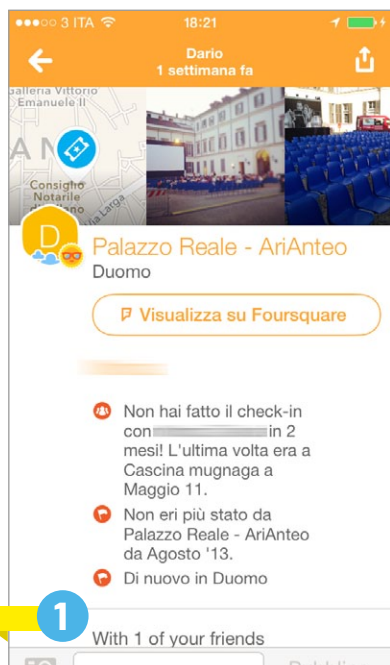 3 ITA 18:21
Dario
1 settimana fa
Galleria Vittorio
Emanuele II
Consiglio
Notarile
Via Larga
D
Palazzo Reale - AriAnteo
Duomo
Visualizza su Foursquare
Non hai fatto il check-in
con in 2
mesi! L'ultima volta era a
Cascina mugnaga a
Maggio 11.
Non eri più stato da
Palazzo Reale - AriAnteo
da Agosto '13.
Di nuovo in Duomo
1
With 1 of your friends